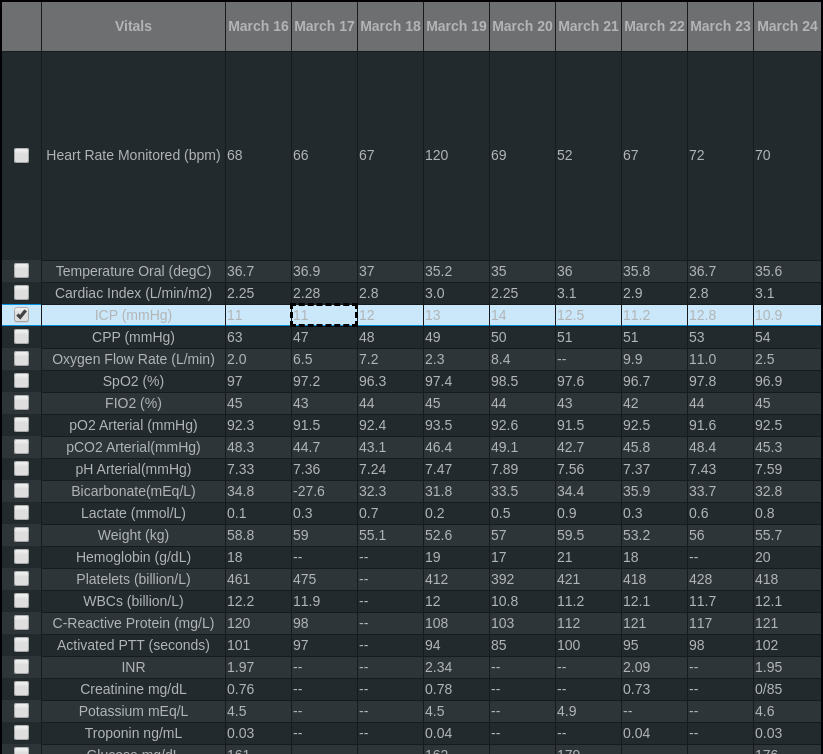 Vitals March 16 March 17 March 18 March 19 March 20 March 21 March 22 March 23 March 24
Heart Rate Monitored (bpm) 68 66 67 120 69 52 67 72 70
Temperature Oral (degC) 36.7 36.9 37 35.2 35 36 35.8 36.7 35.6
Cardiac Index (L/min/m2) 2.25 2.28 2.8 3.0 2.25 3.1 2.9 2.8 3.1
ICP (mmHg) 11 11 12 13 14 12.5 11.2 12.8 10.9
CPP (mmHg) 63 47 48 49 50 51 51 53 54
Oxygen Flow Rate (L/min) 2.0 6.5 7.2 2.3 8.4 -- 9.9 11.0 2.5
SpO2 (%) 97 97.2 96.3 97.4 98.5 97.6 96.7 97.8 96.9
FIO2 (%) 45 43 44 45 44 43 42 44 45
pO2 Arterial (mmHg) 92.3 91.5 92.4 93.5 92.6 91.5 92.5 91.6 92.5
pCO2 Arterial(mmHg) 48.3 44.7 43.1 46.4 49.1 42.7 45.8 48.4 45.3
pH Arterial(mmHg) 7.33 7.36 7.24 7.47 7.89 7.56 7.37 7.43 7.59
Bicarbonate(mEq/L) 34.8 -27.6 32.3 31.8 33.5 34.4 35.9 33.7 32.8
Lactate (mmol/L) 0.1 0.3 0.7 0.2 0.5 0.9 0.3 0.6 0.8
Weight (kg) 58.8 59 55.1 52.6 57 59.5 53.2 56 55.7
Hemoglobin (g/dL) 18 -- -- 19 17 21 18 -- 20
Platelets (billion/L) 461 475 -- 412 392 421 418 428 418
WBCs (billion/L) 12.2 11.9 -- 12 10.8 11.2 12.1 11.7 12.1
C-Reactive Protein (mg/L) 120 98 -- 108 103 112 121 117 121
Activated PTT (seconds) 101 97 -- 94 85 100 95 98 102
INR 1.97 -- -- 2.34 -- -- 2.09 -- 1.95
Creatinine mg/dL 0.76 -- -- 0.78 -- -- 0.73 -- 0/85
Potassium mEq/L 4.5 -- -- 4.5 -- 4.9 -- -- 4.6
Troponin ng/mL 0.03 -- -- 0.04 -- -- 0.04 -- 0.03
Glucose mg/dL 161 162 179 176